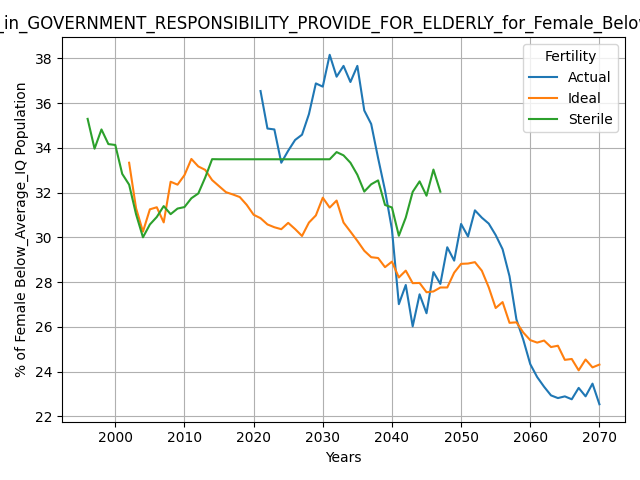 _in_GOVERNMENT_RESPONSIBILITY_PROVIDE_FOR_ELDERLY_for_Female_Below
Fertility
Actual
Ideal
Sterile
% of Female Below_Average_IQ Population
38
36
34
32
30
28
26
24
22
2000 2010 2020 2030 2040 2050 2060 2070
Years